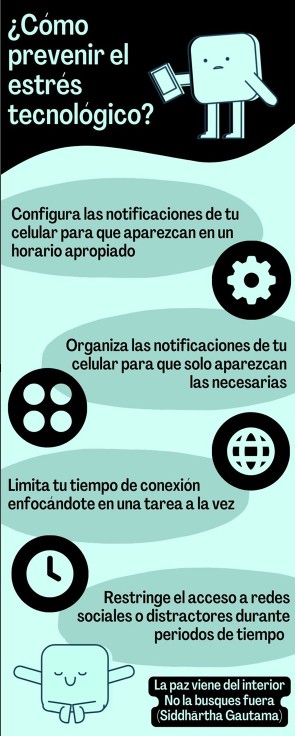 ¿Cómo
prevenir el
estrés
tecnológico?
Configura las notificaciones de tu
celular para que aparezcan en un
horario apropiado
Organiza las notificaciones de tu
celular para que solo aparezcan
las necesarias
Limita tu tiempo de conexión
enfocándote en una tarea a la vez
Restringe el acceso a redes
sociales o distractores durante
periodos de tiempo
La paz viene del interior
No la busques fuera
(Siddhārtha Gautama)